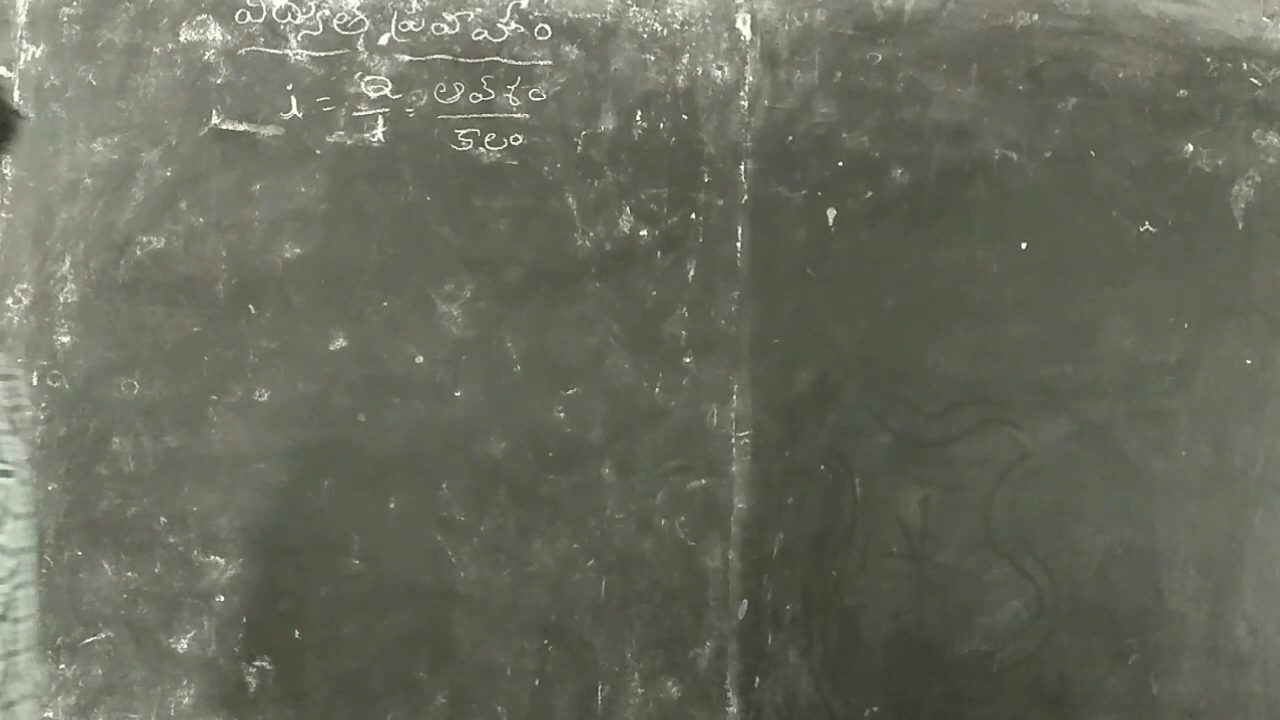 విద్యుత్ ప్రవాహం
i = Q/t = ఆవేశం/కాలం